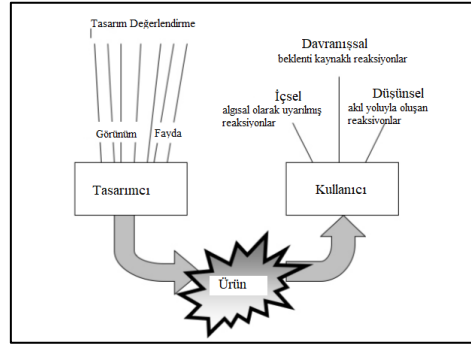 Tasarım Değerlendirme
Davranışsal
beklenti kaynaklı reaksiyonlar
İçsel
algısal olarak uyarılmış
reaksiyonlar
Düşünsel
akıl yoluyla oluşan
reaksiyonlar
Görünüm
Fayda
Tasarımcı
Kullanıcı
Ürün